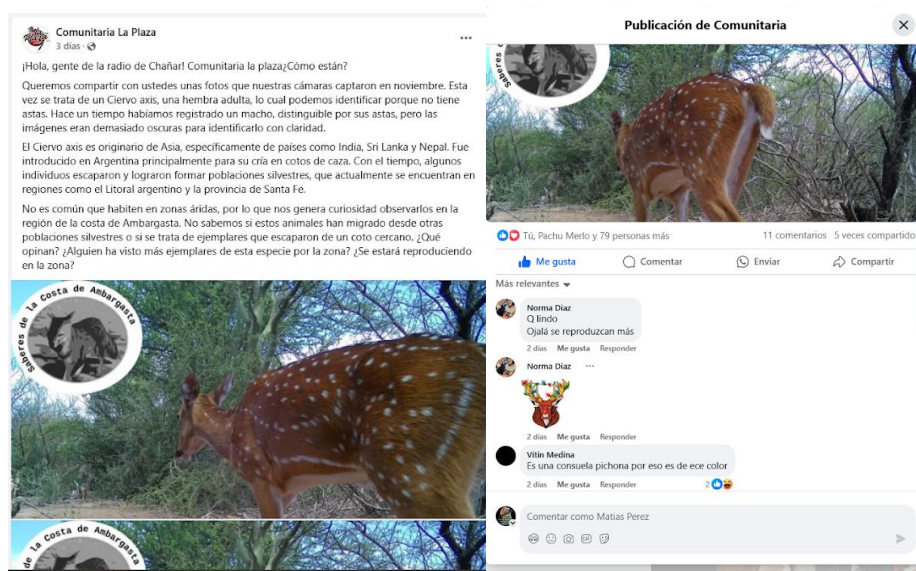 Comunitaria La Plaza
3 días ·
¡Hola, gente de la radio de Chañar! Comunitaria la plaza¿Cómo están?
Queremos compartir con ustedes unas fotos que nuestras cámaras captaron en noviembre. Esta
vez se trata de un Ciervo axis, una hembra adulta, lo cual podemos identificar porque no tiene
astas. Hace un tiempo habíamos registrado un macho, distinguible por sus astas, pero las
imágenes eran demasiado oscuras para identificarlo con claridad.
El Ciervo axis es originario de Asia, específicamente de países como India, Sri Lanka y Nepal. Fue
introducido en Argentina principalmente para su cría en cotos de caza. Con el tiempo, algunos
individuos escaparon y lograron formar poblaciones silvestres, que actualmente se encuentran en
regiones como el Litoral argentino y la provincia de Santa Fe.
No es común que habiten en zonas áridas, por lo que nos genera curiosidad observarlos en la
región de la costa de Ambargasta. No sabemos si estos animales han migrado desde otras
poblaciones silvestres o si se trata de ejemplares que escaparon de un coto cercano. ¿Qué
opinan? ¿Alguien ha visto más ejemplares de esta especie por la zona? ¿Se estará reproduciendo
en la zona?
Saberes de la Costa de Ambargasta
de la Costa de Ambargasta
Publicación de Comunitaria
Saberes d
Tú, Pachu Merlo y 79 personas más
11 comentarios 5 veces compartido
Me gusta Comentar Enviar Compartir
Más relevantes
Norma Diaz
Q lindo
Ojalá se reproduzcan más
2 días Me gusta Responder
Norma Diaz
2 días Me gusta Responder
Vitin Medina
Es una consuela pichona por eso es de ece color
2 días Me gusta Responder 2
Comentar como Matias Perez
GIF